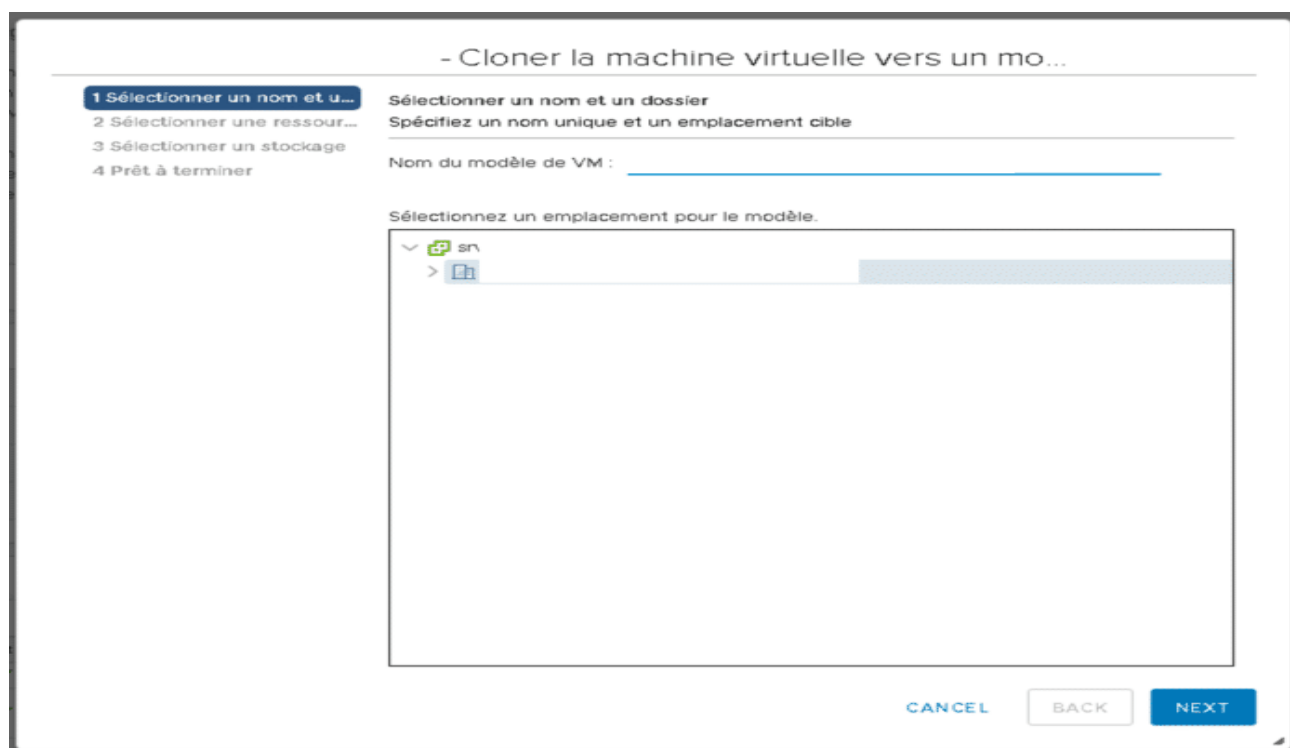 - Cloner la machine virtuelle vers un mo...
1 Sélectionner un nom et u...
2 Sélectionner une ressour...
3 Sélectionner un stockage
4 Prêt à terminer
Sélectionner un nom et un dossier
Spécifiez un nom unique et un emplacement cible
Nom du modèle de VM :
Sélectionnez un emplacement pour le modèle.
sn
CANCEL BACK NEXT